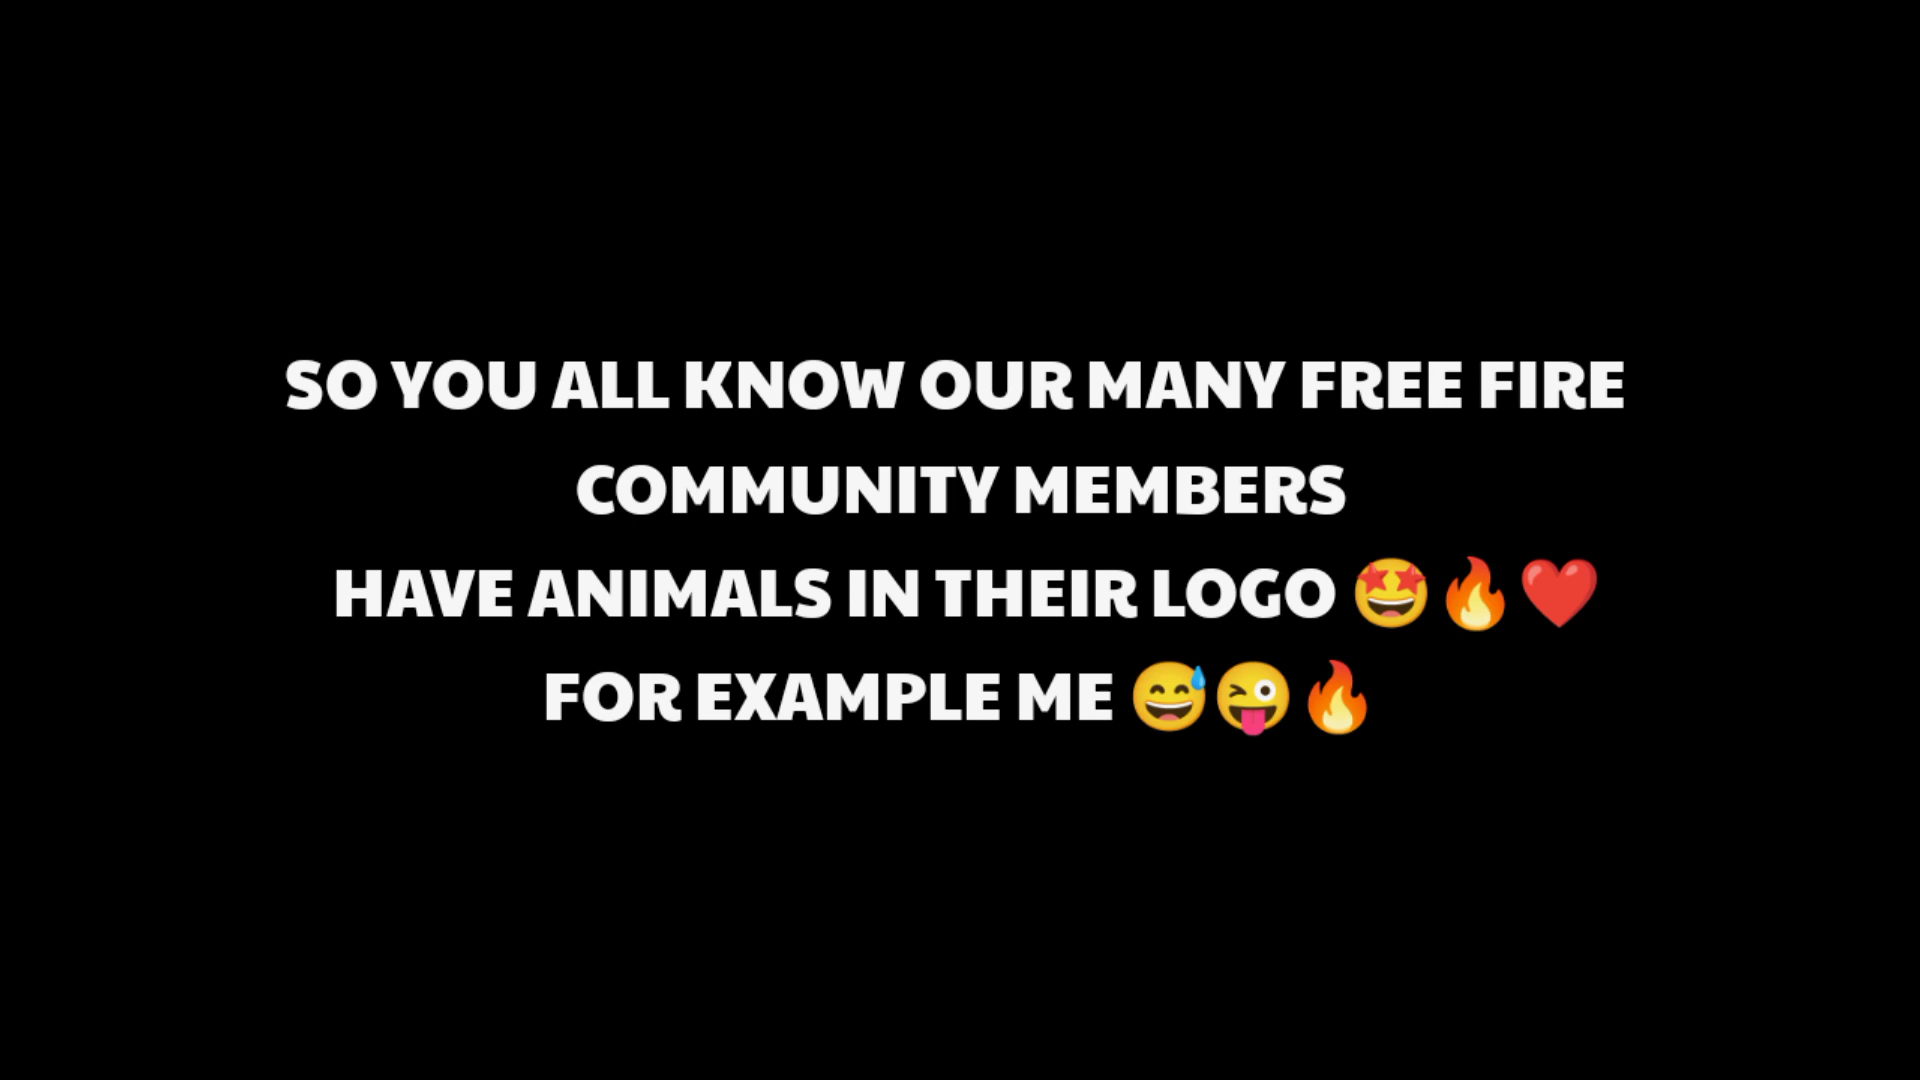 SO YOU ALL KNOW OUR MANY FREE FIRE
COMMUNITY MEMBERS
HAVE ANIMALS IN THEIR LOGO 🤩🔥❤️
FOR EXAMPLE ME 😅😜🔥